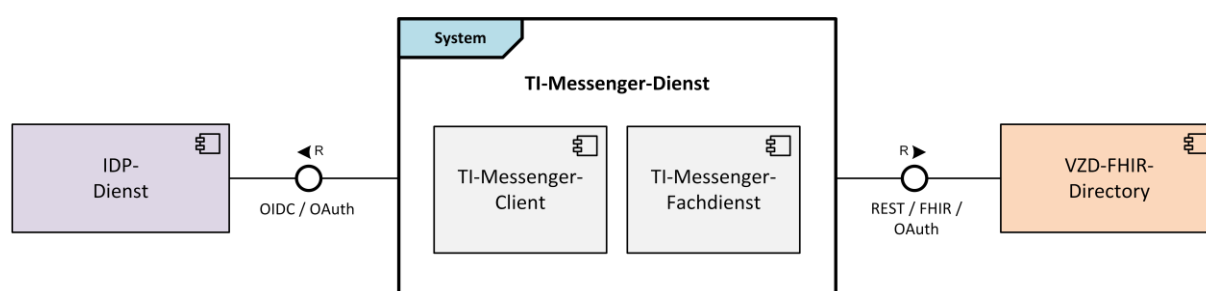 System
TI-Messenger-Dienst
IDP-
Dienst
R
OIDC / OAuth
TI-Messenger-
Client
TI-Messenger-
Fachdienst
R
REST / FHIR /
OAuth
VZD-FHIR-
Directory